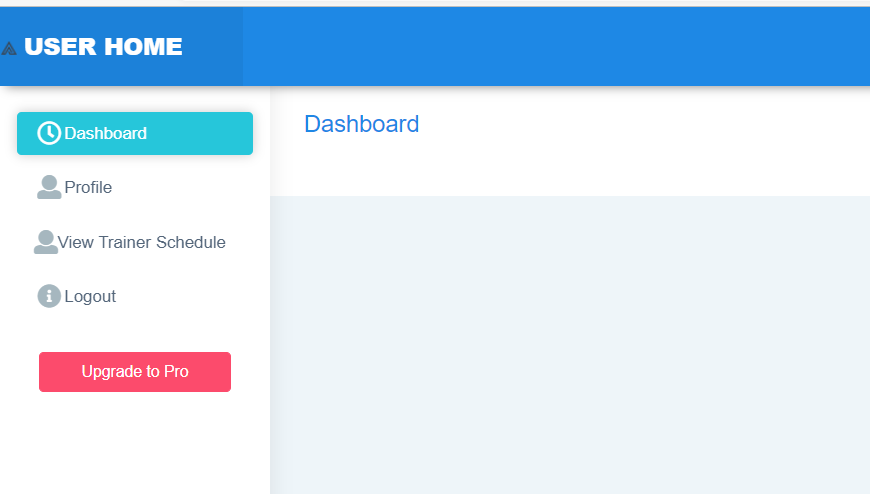 USER HOME
Dashboard
Dashboard
Profile
View Trainer Schedule
Logout
Upgrade to Pro